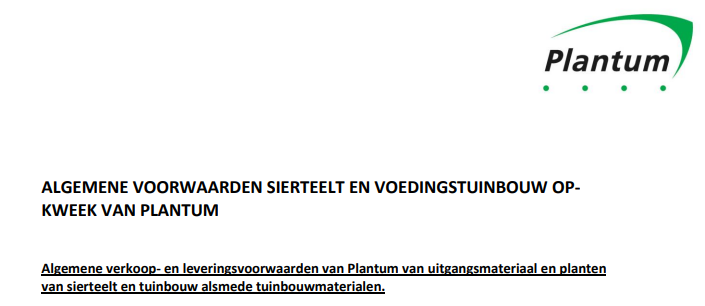 Plantum
ALGEMENE VOORWAARDEN SIERTEELT EN VOEDINGSTUINBOUW OP-
KWEEK VAN PLANTUM
Algemene verkoop- en leveringsvoorwaarden van Plantum van uitgangsmateriaal en planten
van sierteelt en tuinbouw alsmede tuinbouwmaterialen.